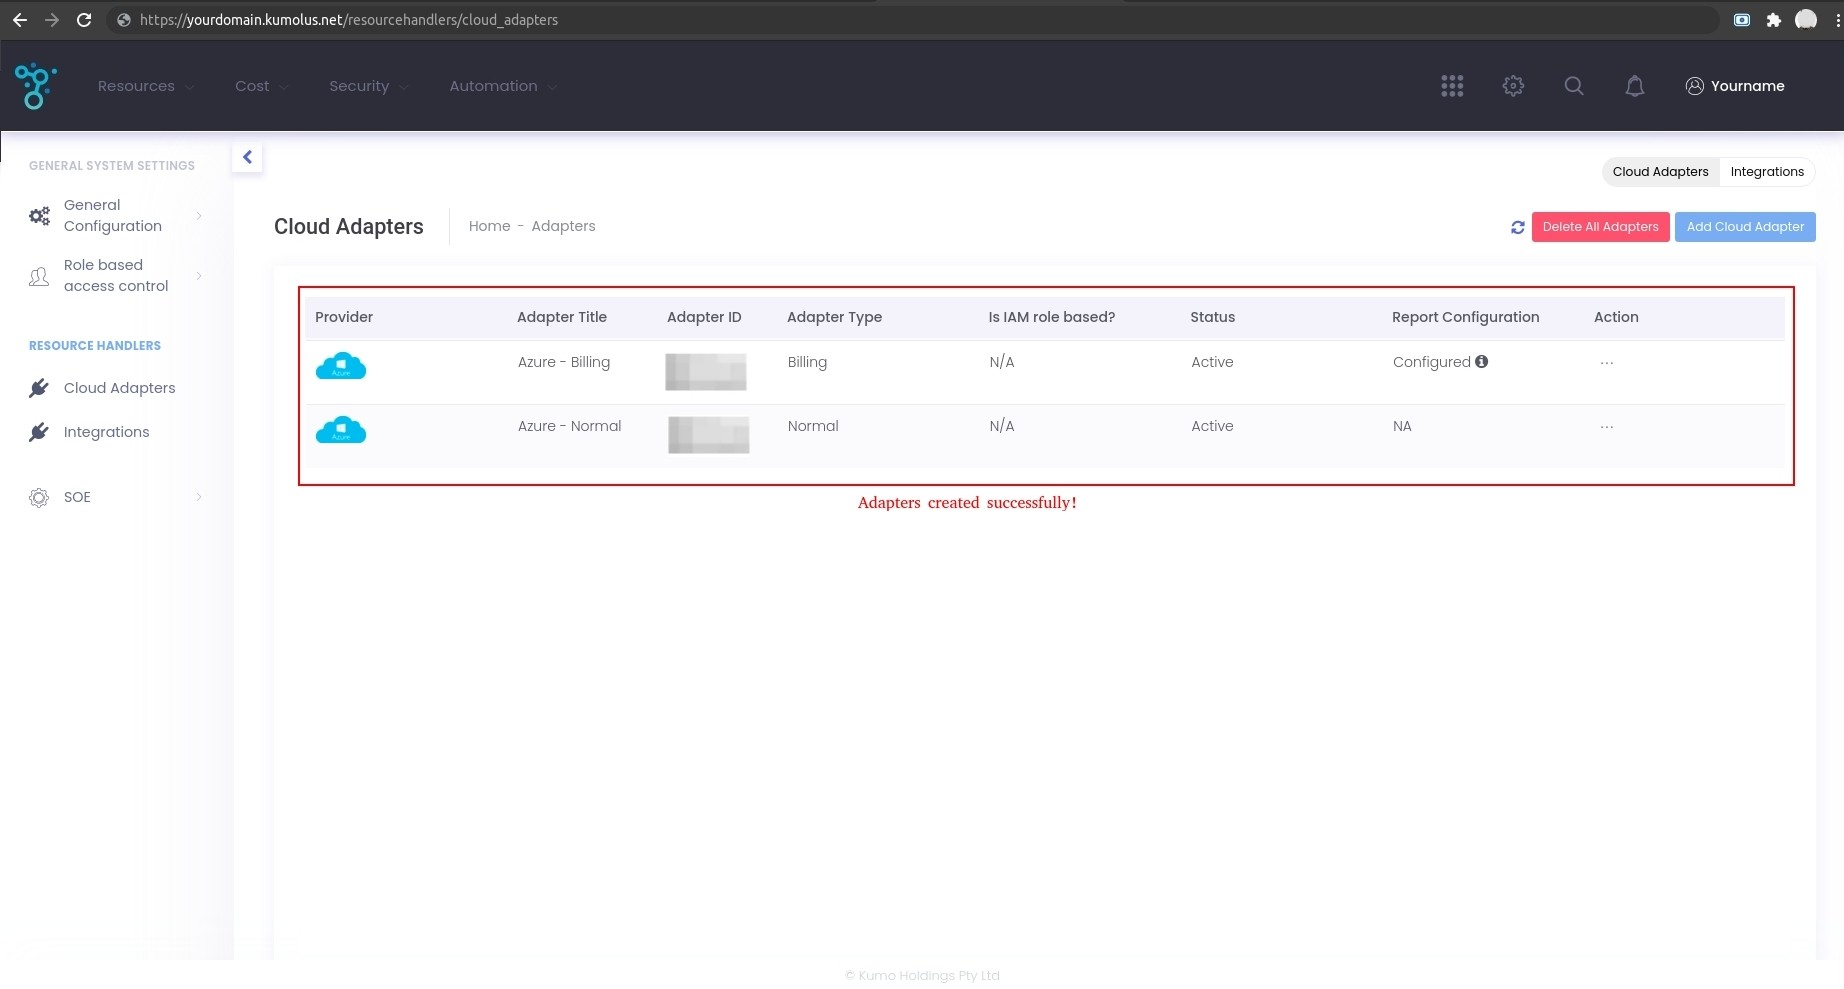 https://yourdomain.kumolus.net/resourcehandlers/cloud_adapters
Resources Cost Security Automation Yourname
GENERAL SYSTEM SETTINGS
General
Configuration
Role based
access control
RESOURCE HANDLERS
Cloud Adapters
Integrations
SOE
Cloud Adapters Integrations
Cloud Adapters Home - Adapters Delete All Adapters Add Cloud Adapter
Provider Adapter Title Adapter ID Adapter Type Is IAM role based? Status Report Configuration Action
Azure Azure - Billing Billing N/A Active Configured ...
Azure Azure - Normal Normal N/A Active NA ...
Adapters created successfully!
© Kumo Holdings Pty Ltd